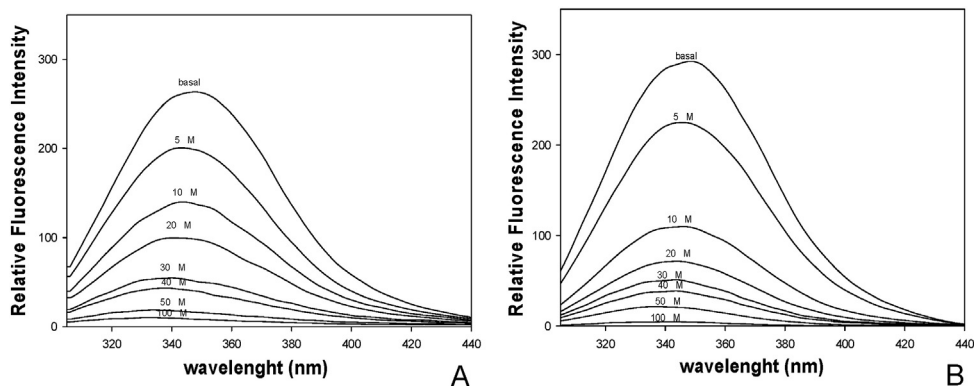 Relative Fluorescence Intensity
300
200
100
0
basal
5 M
10 M
20 M
30 M
40 M
50 M
100 M
320 340 360 380 400 420 440
wavelenght (nm)
A
Relative Fluorescence Intensity
300
200
100
0
basal
5 M
10 M
20 M
30 M
40 M
50 M
100 M
320 340 360 380 400 420 440
wavelenght (nm)
B